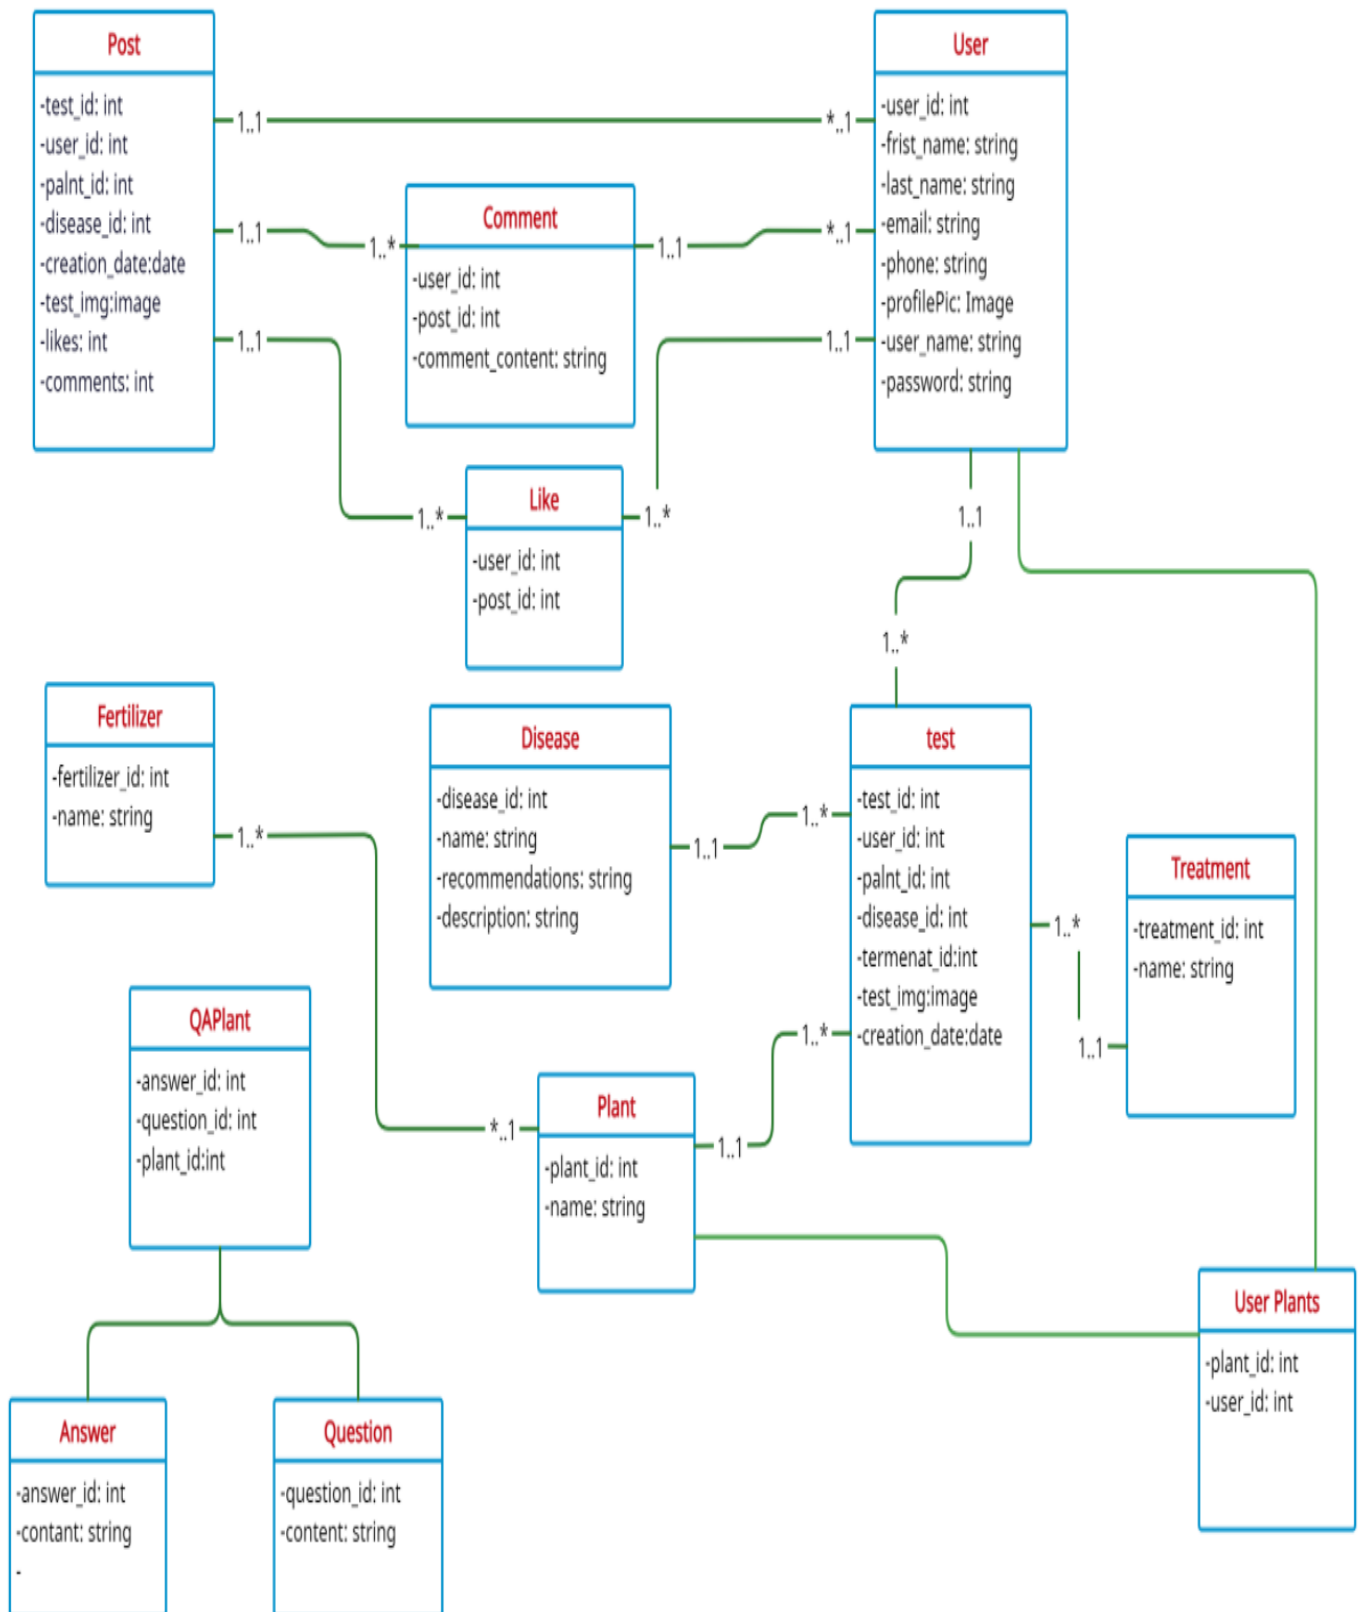 Post
-test_id: int
-user_id: int
-palnt_id: int
-disease_id: int
-creation_date:date
-test_img:image
-likes: int
-comments: int
User
-user_id: int
-frist_name: string
-last_name: string
-email: string
-phone: string
-profilePic: Image
-user_name: string
-password: string
1..1
*..1
1..1
1..*
1..1
*..1
1..1
1..*
1..*
1..1
Comment
-user_id: int
-post_id: int
-comment_content: string
Like
-user_id: int
-post_id: int
1..1
1..*
Fertilizer
-fertilizer_id: int
-name: string
1..*
*..1
Disease
-disease_id: int
-name: string
-recommendations: string
-description: string
1..1
1..*
test
-test_id: int
-user_id: int
-palnt_id: int
-disease_id: int
-termenat_id:int
-test_img:image
-creation_date:date
1..*
1..1
Treatment
-treatment_id: int
-name: string
QAPlant
-answer_id: int
-question_id: int
-plant_id:int
Plant
-plant_id: int
-name: string
1..1
1..*
User Plants
-plant_id: int
-user_id: int
Answer
-answer_id: int
-contant: string
-
Question
-question_id: int
-content: string